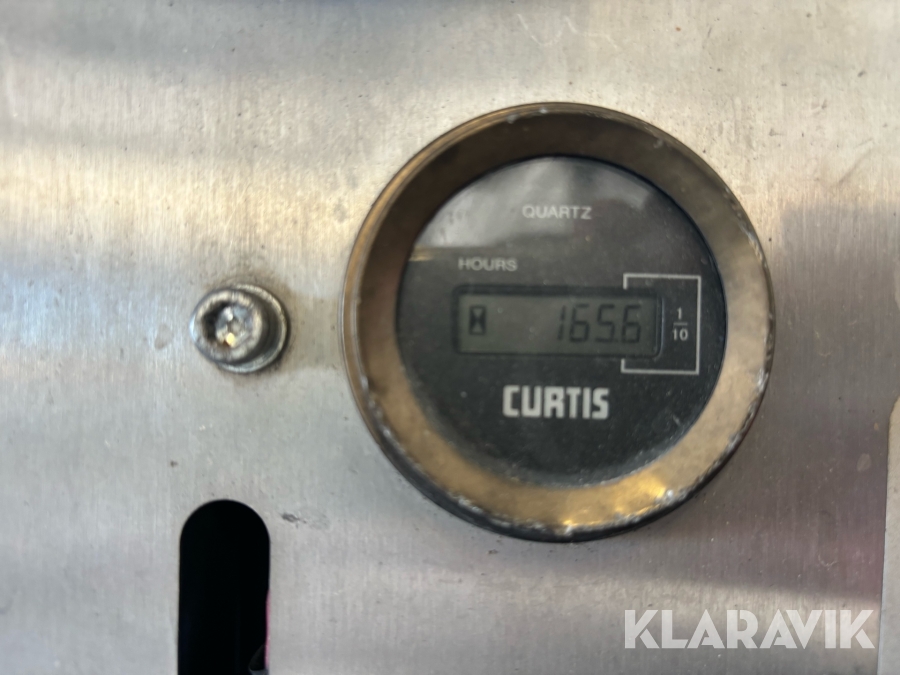 QUARTZ
HOURS
165.6
1
10
CURTIS
KLARAVIK